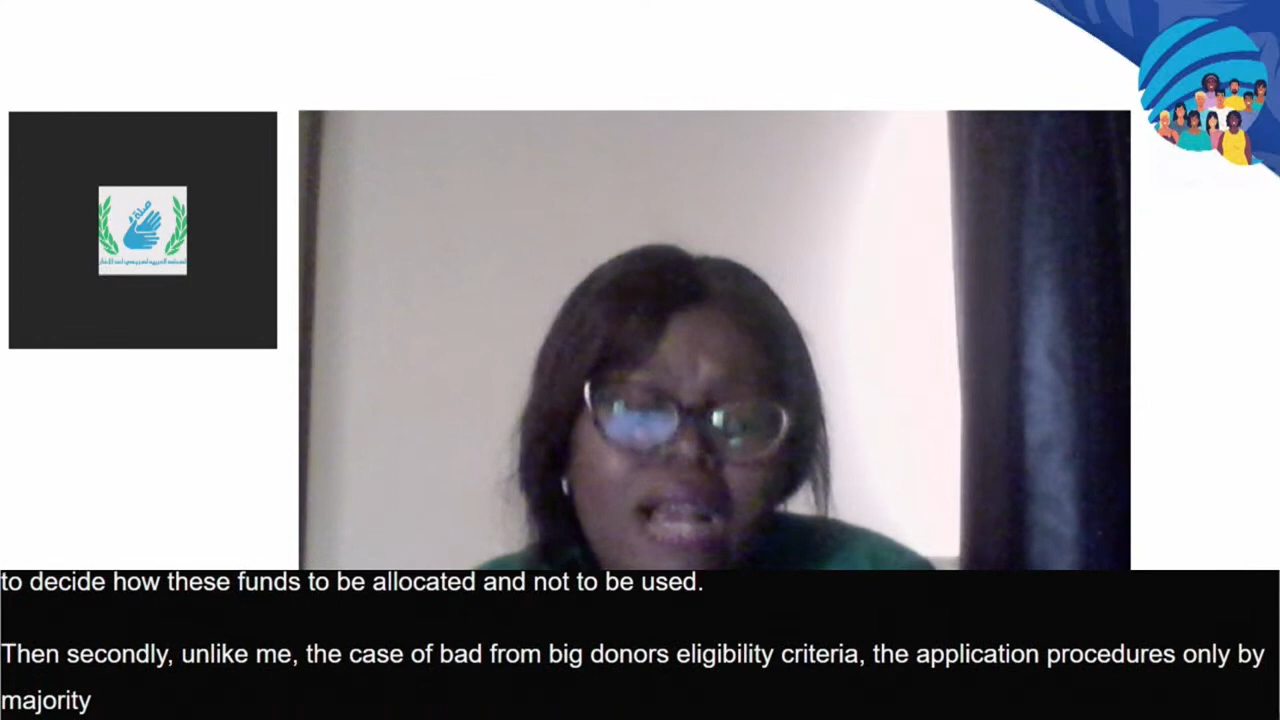 صلة
to decide how these funds to be allocated and not to be used.
Then secondly, unlike me, the case of bad from big donors eligibility criteria, the application procedures only by
majority